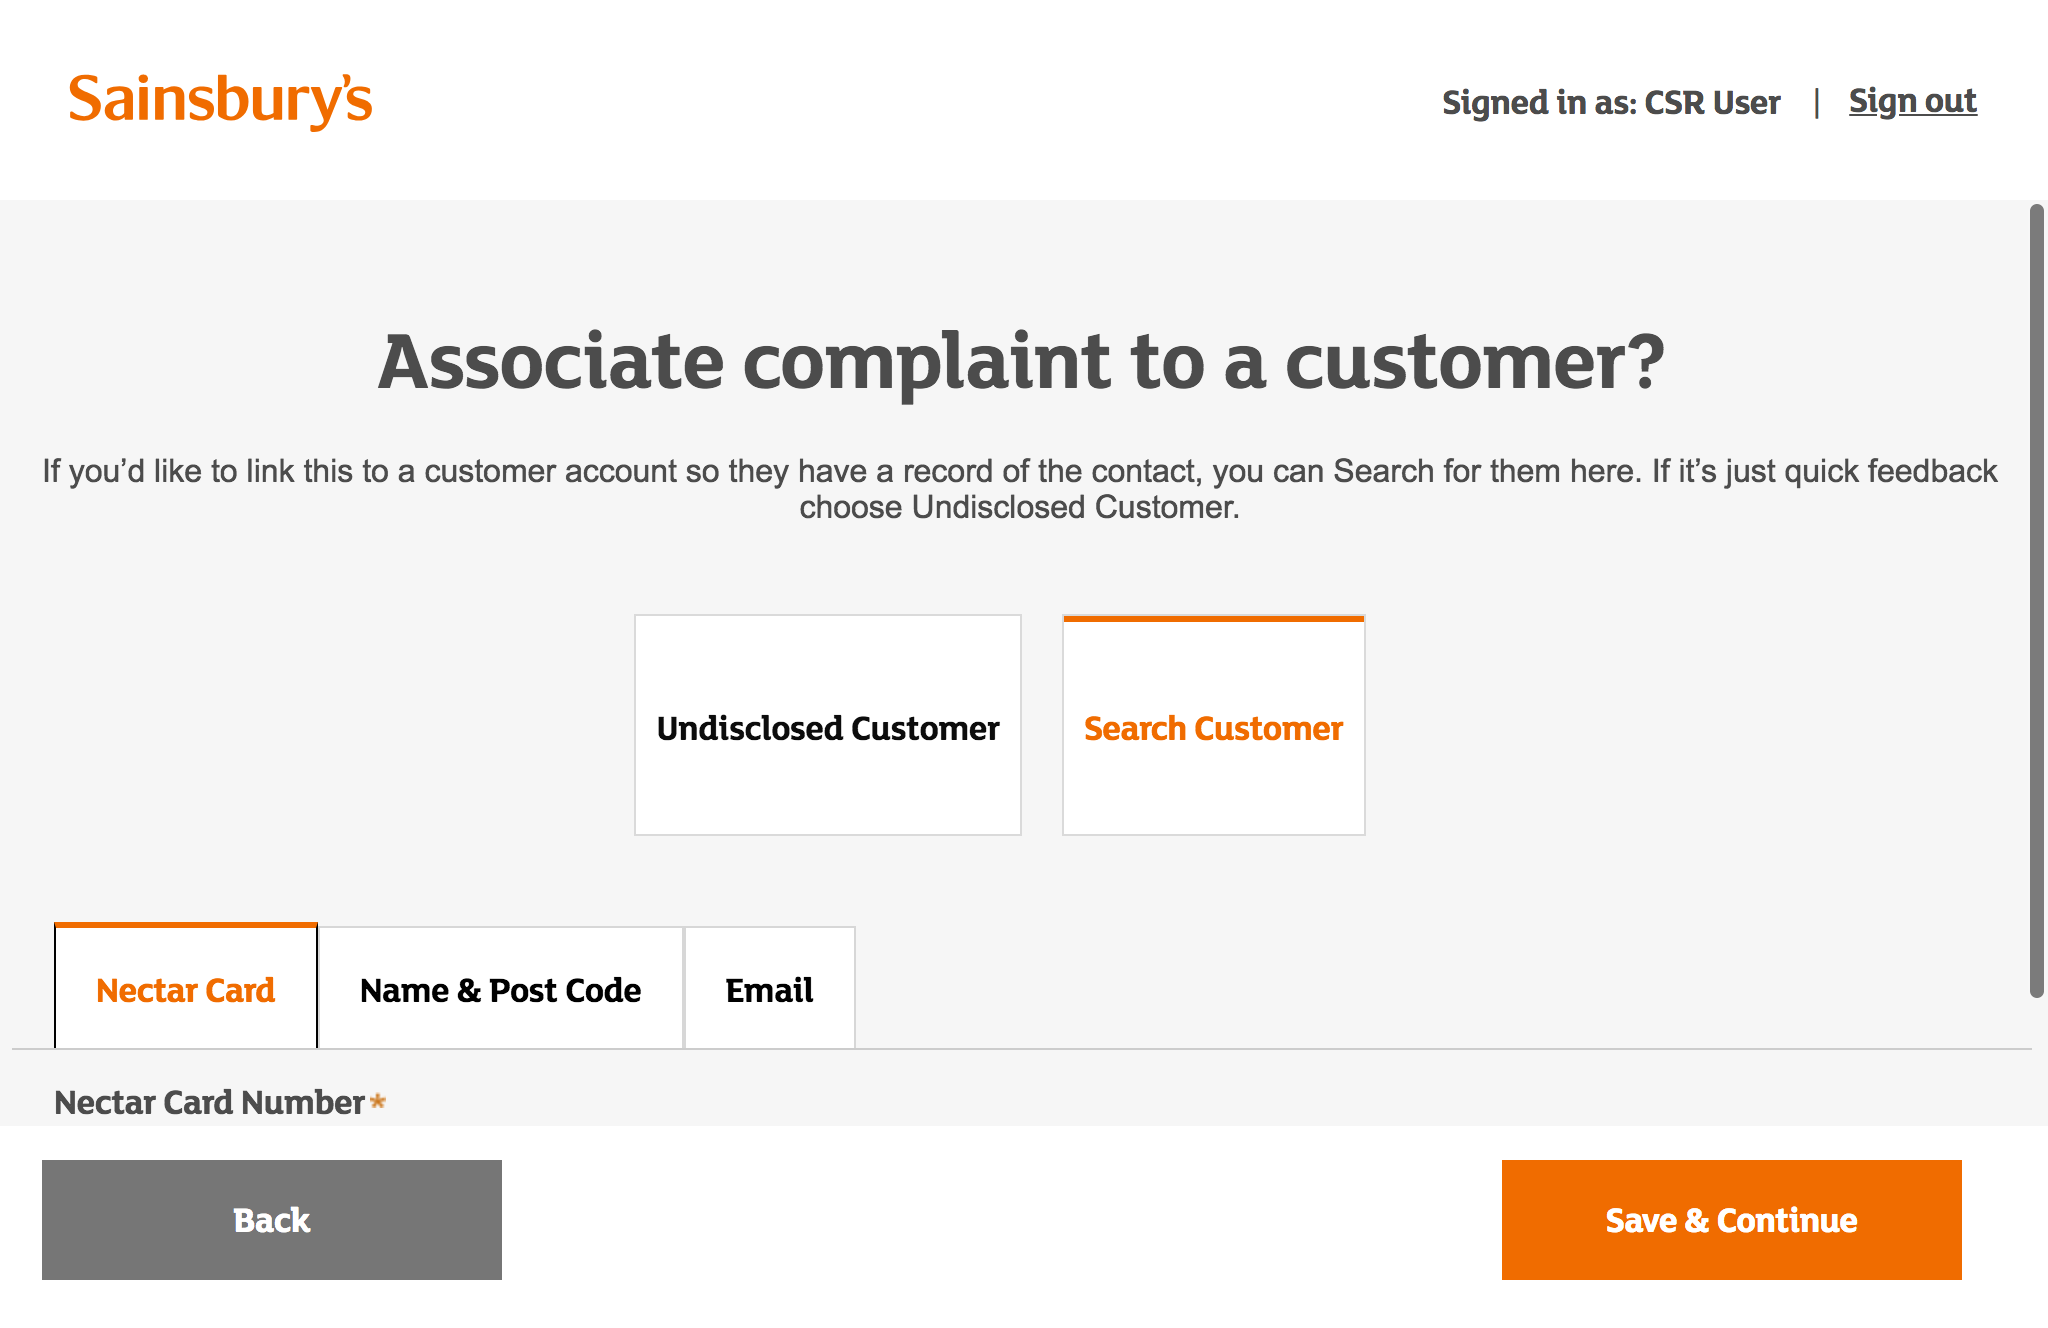 Sainsbury's
Signed in as: CSR User | Sign out
Associate complaint to a customer?
If you’d like to link this to a customer account so they have a record of the contact, you can Search for them here. If it’s just quick feedback
choose Undisclosed Customer.
Undisclosed Customer
Search Customer
Nectar Card
Name & Post Code
Email
Nectar Card Number*
Back
Save & Continue